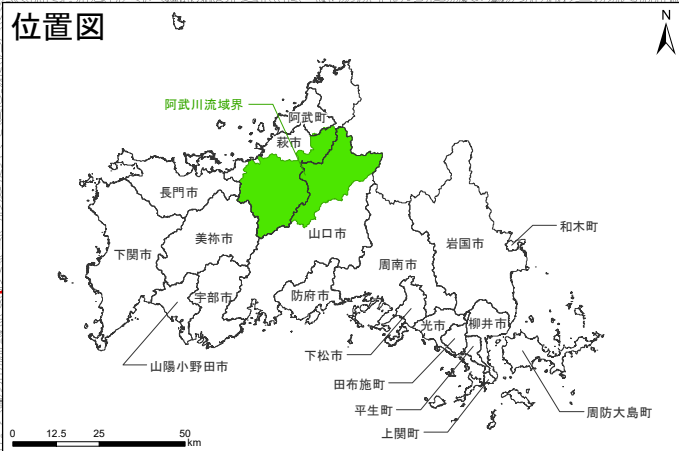 位置図
N
阿武川流域界
阿武町
萩市
長門市
下関市
美祢市
山口市
岩国市
和木町
周南市
宇部市
防府市
光市
柳井市
山陽小野田市
下松市
田布施町
平生町
上関町
周防大島町
0 12.5 25 50
km